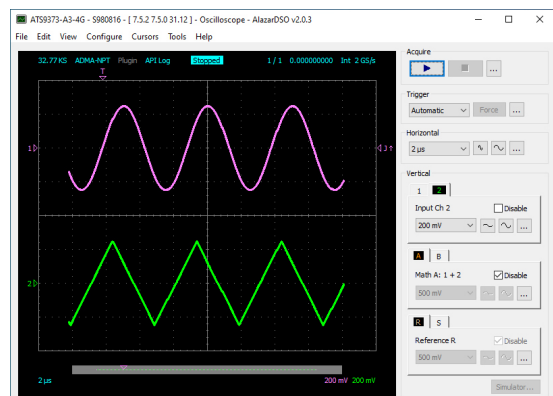 ATS9373-A3-4G - S980816 - [ 7.5.2 7.5.0 31.12 ] - Oscilloscope - AlazarDSO v2.0.3
File Edit View Configure Cursors Tools Help
32.77 KS ADMA-NPT Plugin API Log Stopped 1 / 1 0.000000000 Int 2 GS/s
T
1
J↑
2
2 µs 200 mV 200 mV
Acquire
...
Trigger
Automatic Force ...
Horizontal
2 µs ...
Vertical
1 2
Input Ch 2 Disable
200 mV ...
A B
Math A: 1 + 2 Disable
500 mV ...
R S
Reference R Disable
500 mV ...
Simulator...